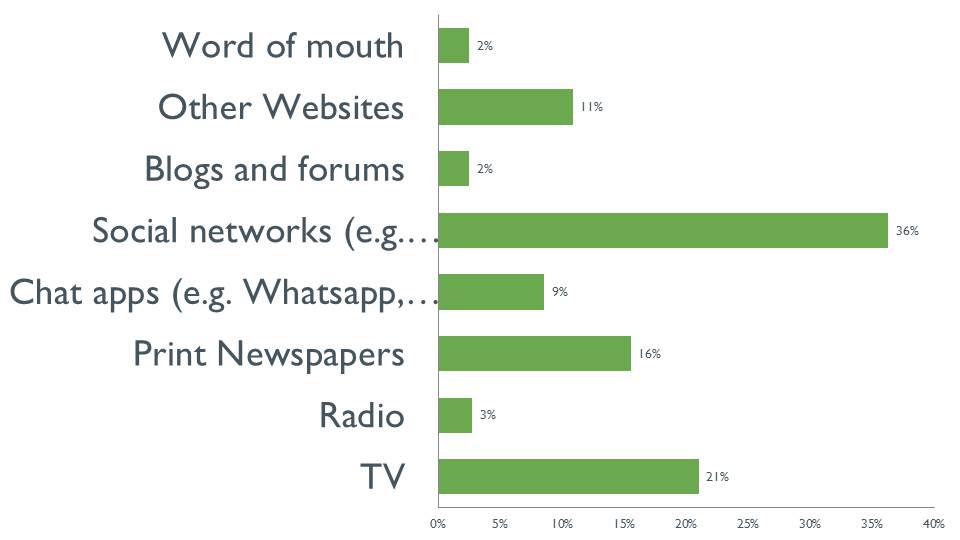 Word of mouth
2%
Other Websites
11%
Blogs and forums
2%
Social networks (e.g.…
36%
Chat apps (e.g. Whatsapp,…
9%
Print Newspapers
16%
Radio
3%
TV
21%
0% 5% 10% 15% 20% 25% 30% 35% 40%